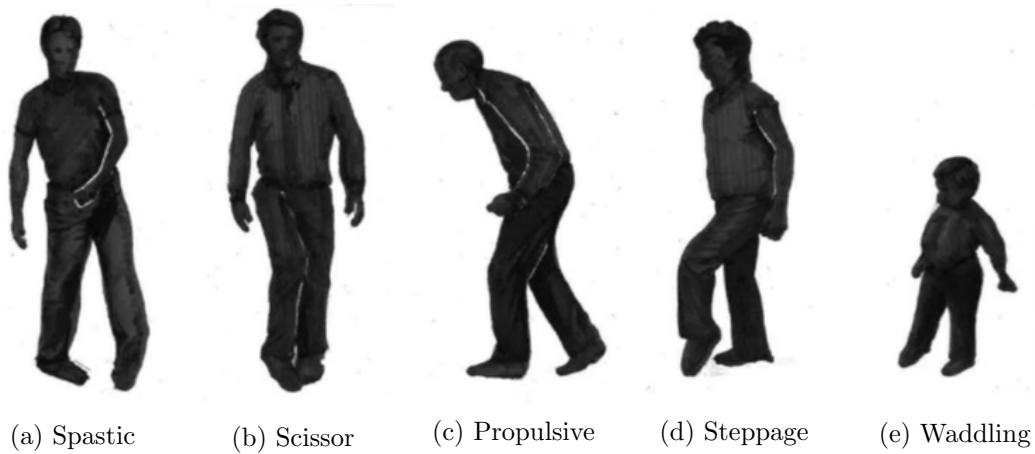 (a) Spastic
(b) Scissor
(c) Propulsive
(d) Steppage
(e) Waddling